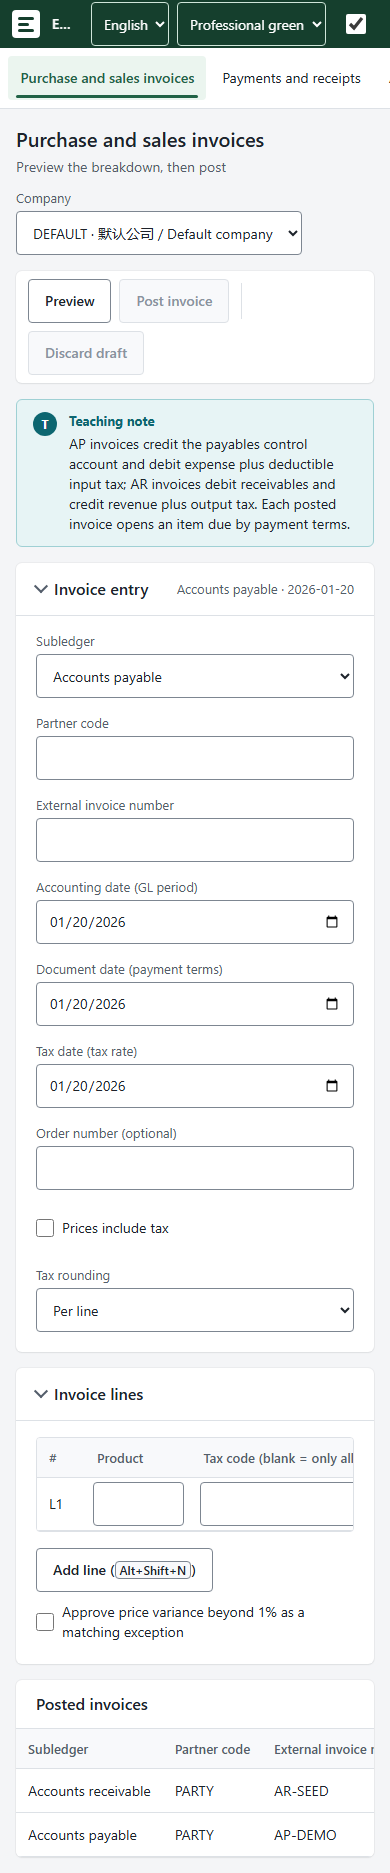 E...
English
Professional green
Purchase and sales invoices
Payments and receipts
Purchase and sales invoices
Preview the breakdown, then post
Company
DEFAULT · 默认公司 / Default company
Preview
Post invoice
Discard draft
T
Teaching note
AP invoices credit the payables control
account and debit expense plus deductible
input tax; AR invoices debit receivables and
credit revenue plus output tax. Each posted
invoice opens an item due by payment terms.
Invoice entry
Accounts payable · 2026-01-20
Subledger
Accounts payable
Partner code
External invoice number
Accounting date (GL period)
01/20/2026
Document date (payment terms)
01/20/2026
Tax date (tax rate)
01/20/2026
Order number (optional)
Prices include tax
Tax rounding
Per line
Invoice lines
# Product Tax code (blank = only all
L1
Add line (Alt+Shift+N)
Approve price variance beyond 1% as a
matching exception
Posted invoices
Subledger Partner code External invoice
Accounts receivable PARTY AR-SEED
Accounts payable PARTY AP-DEMO